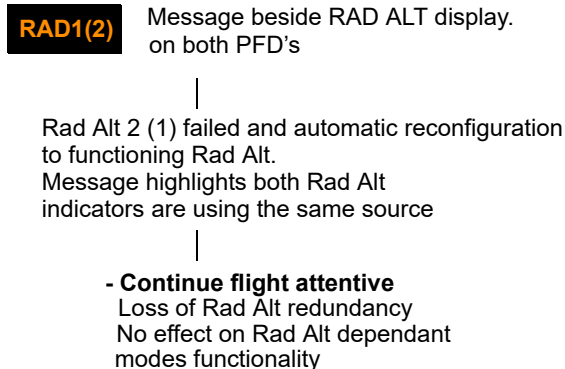 RAD1(2)
Message beside RAD ALT display.
on both PFD's
Rad Alt 2 (1) failed and automatic reconfiguration
to functioning Rad Alt.
Message highlights both Rad Alt
indicators are using the same source
- Continue flight attentive
Loss of Rad Alt redundancy
No effect on Rad Alt dependant
modes functionality